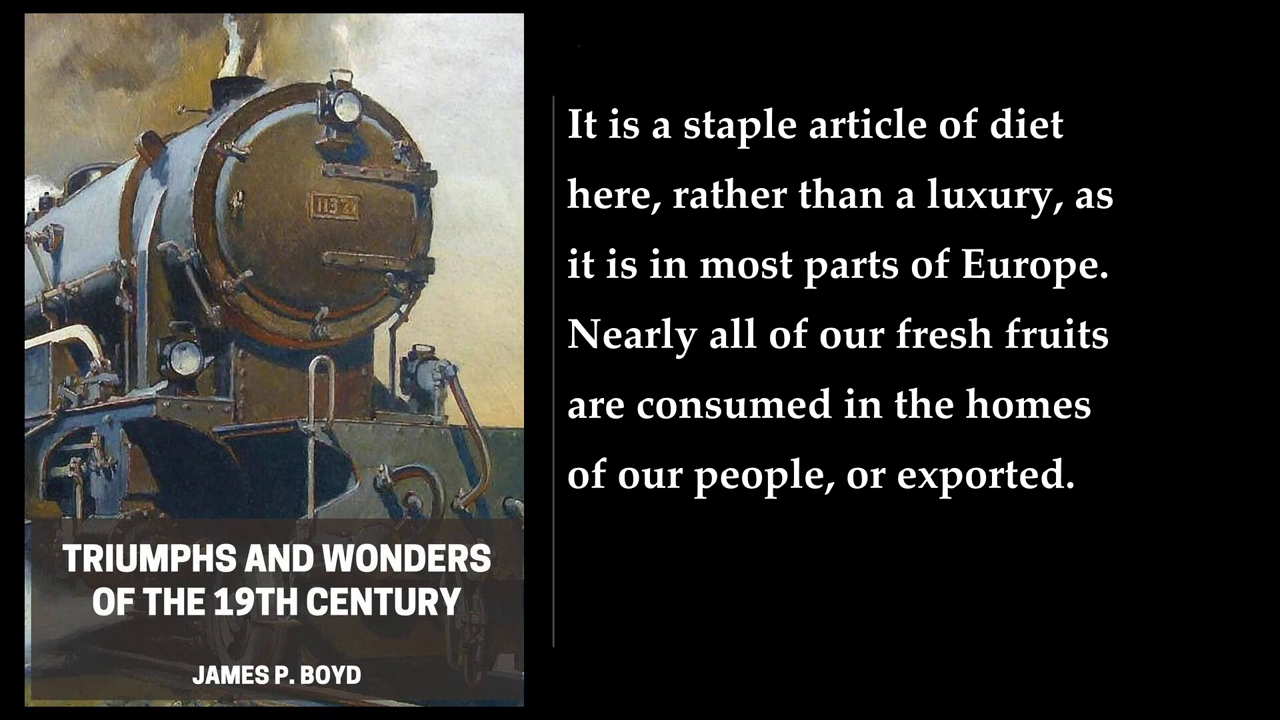 It is a staple article of diet
here, rather than a luxury, as
it is in most parts of Europe.
Nearly all of our fresh fruits
are consumed in the homes
of our people, or exported.
TRIUMPHS AND WONDERS
OF THE 19TH CENTURY
JAMES P. BOYD